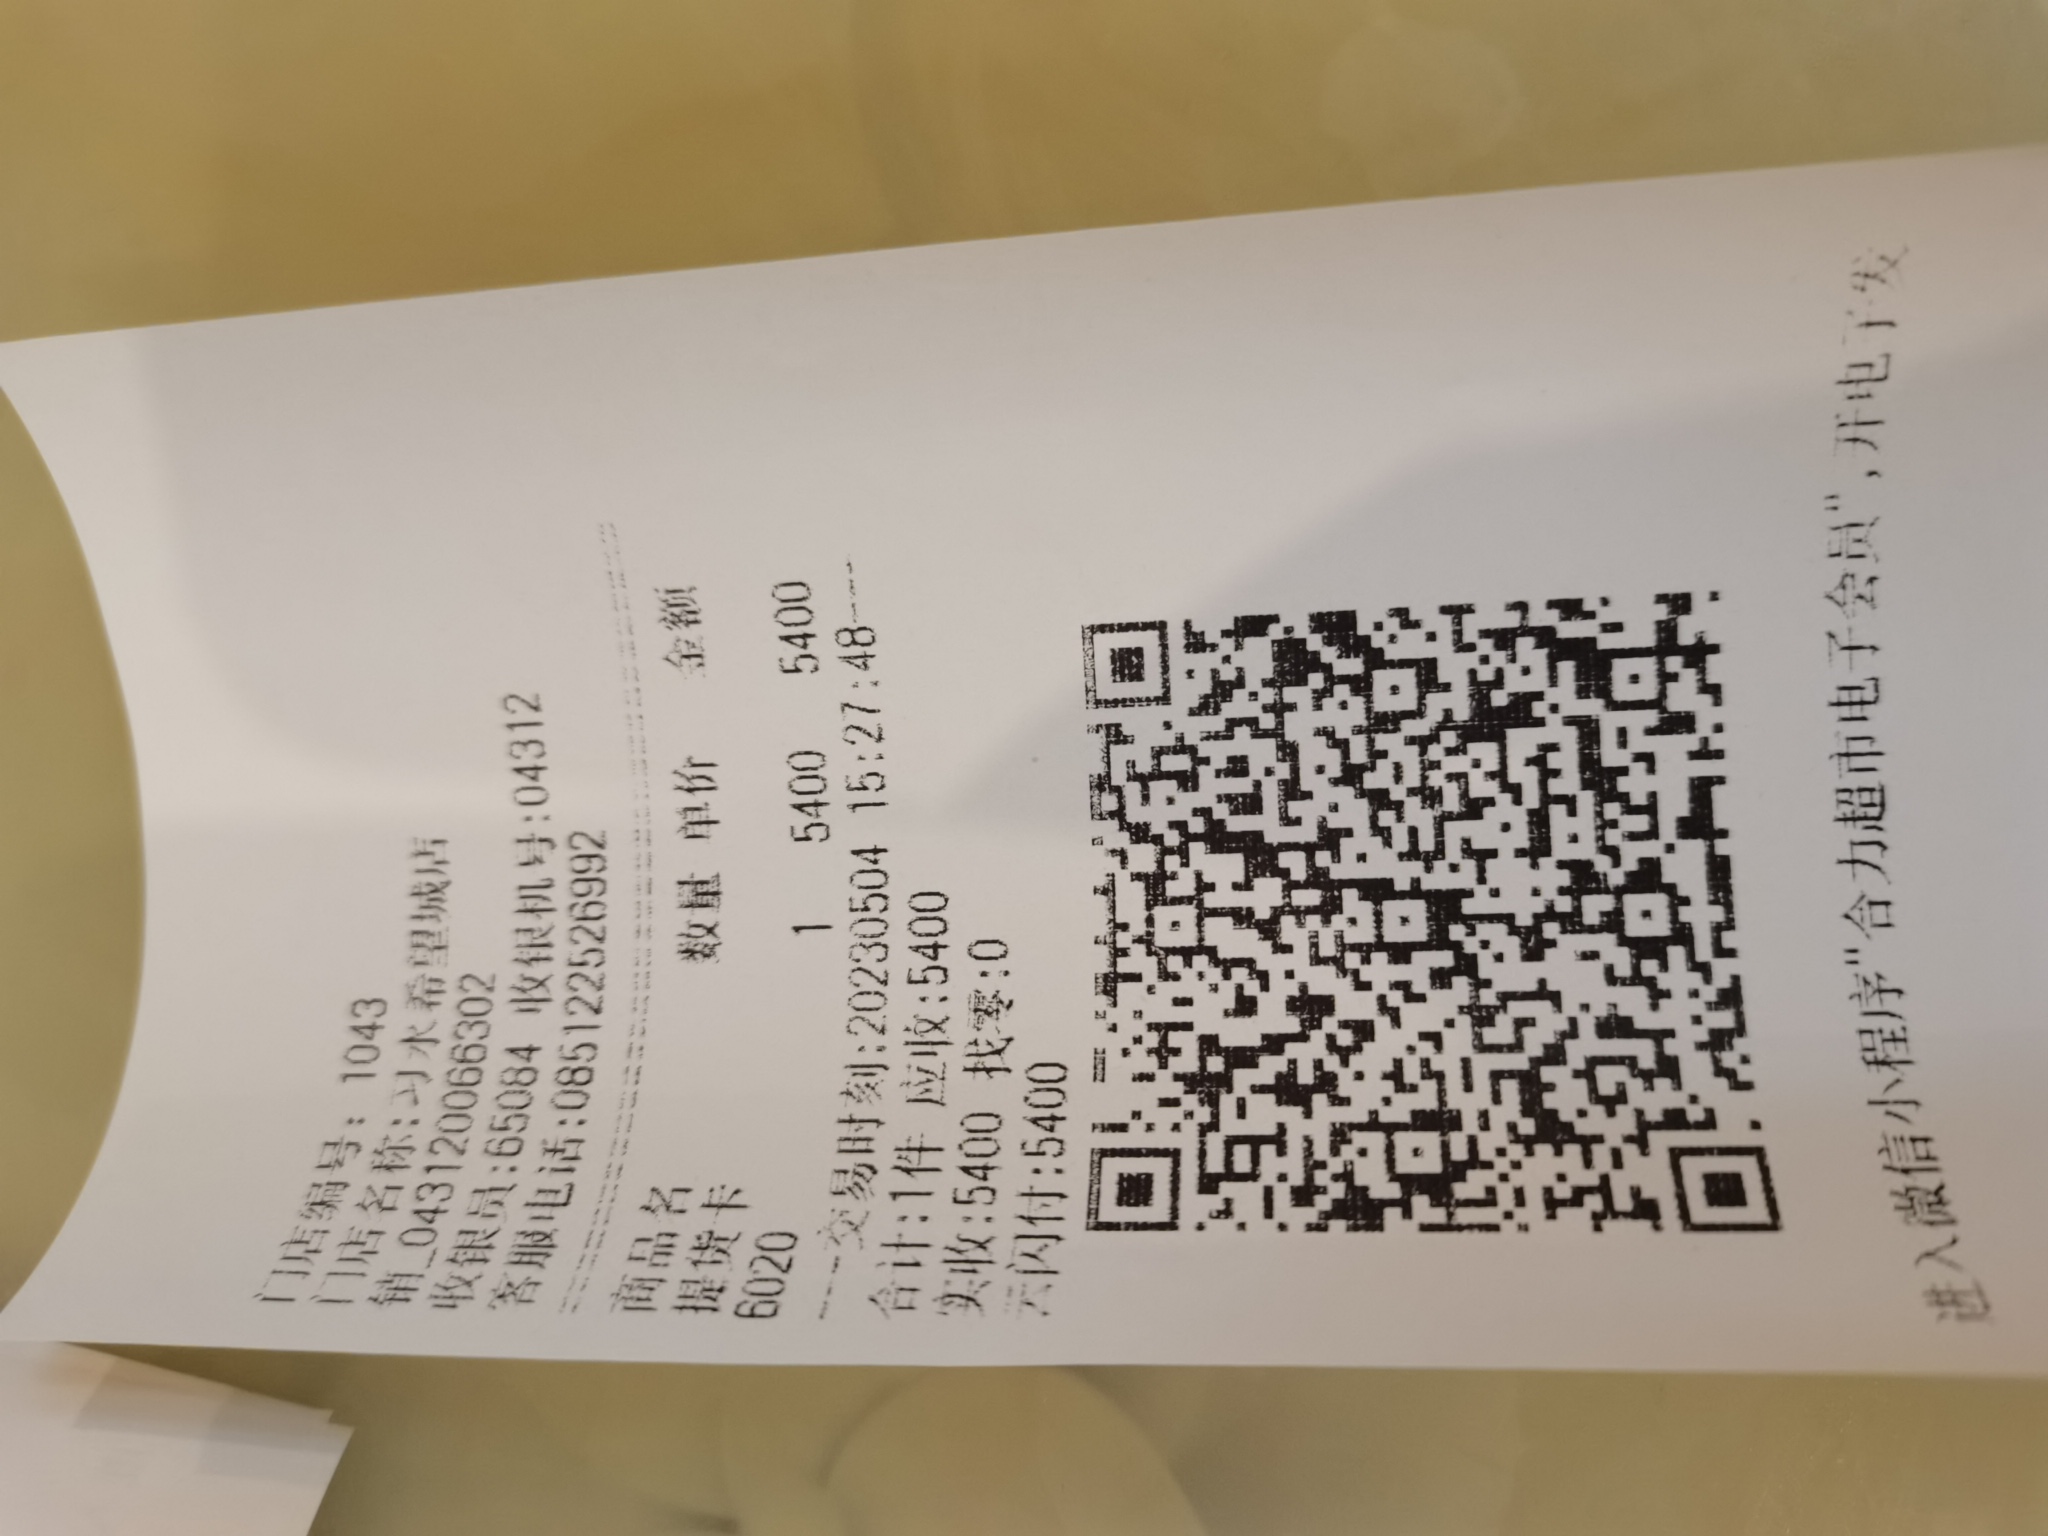 门店编号: 1043
门店名称:习水希望城店
销_043120066302
收银员:65084 收银机号:04312
客服电话:085122526992
商品名 数量 单价 金额
提货卡
6020 1 5400 5400
----交易时刻:20230504 15:27:48----
合计:1件 应收:5400
实收:5400 找零:0
云闪付:5400
进入微信小程序"合力超市电子会员",开电子发